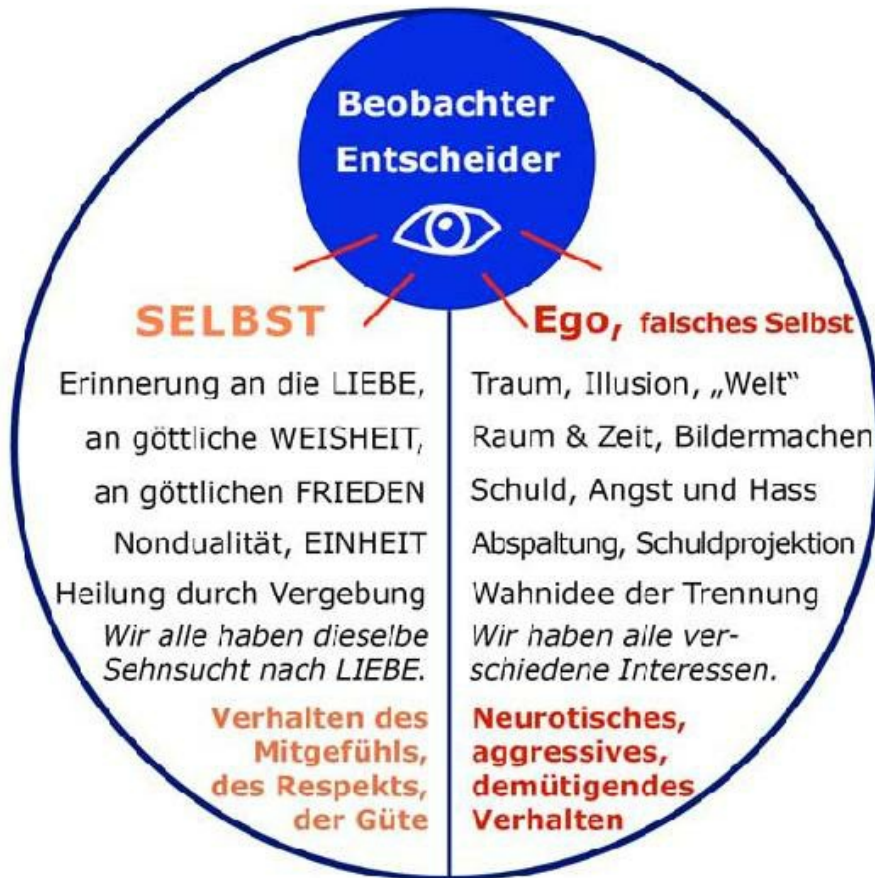 Beobachter
Entscheider
SELBST
Erinnerung an die LIEBE,
an göttliche WEISHEIT,
an göttlichen FRIEDEN
Nondualität, EINHEIT
Heilung durch Vergebung
Wir alle haben dieselbe
Sehnsucht nach LIEBE.
Verhalten des
Mitgefühls,
des Respekts,
der Güte
Ego, falsches Selbst
Traum, Illusion, „Welt“
Raum & Zeit, Bildermachen
Schuld, Angst und Hass
Abspaltung, Schuldprojektion
Wahnidee der Trennung
Wir haben alle ver-
schiedene Interessen.
Neurotisches,
aggressives,
demütigendes
Verhalten